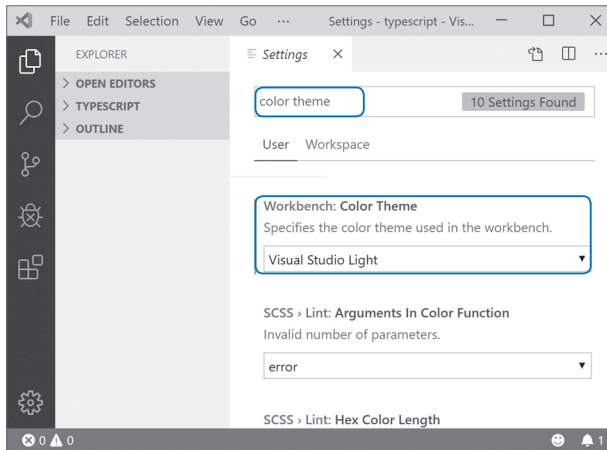 File Edit Selection View Go ··· Settings - typescript - Vis...
EXPLORER
OPEN EDITORS
TYPESCRIPT
OUTLINE
Settings
color theme
10 Settings Found
User Workspace
Workbench: Color Theme
Specifies the color theme used in the workbench.
Visual Studio Light
SCSS › Lint: Arguments In Color Function
Invalid number of parameters.
error
SCSS › Lint: Hex Color Length
0 0
1